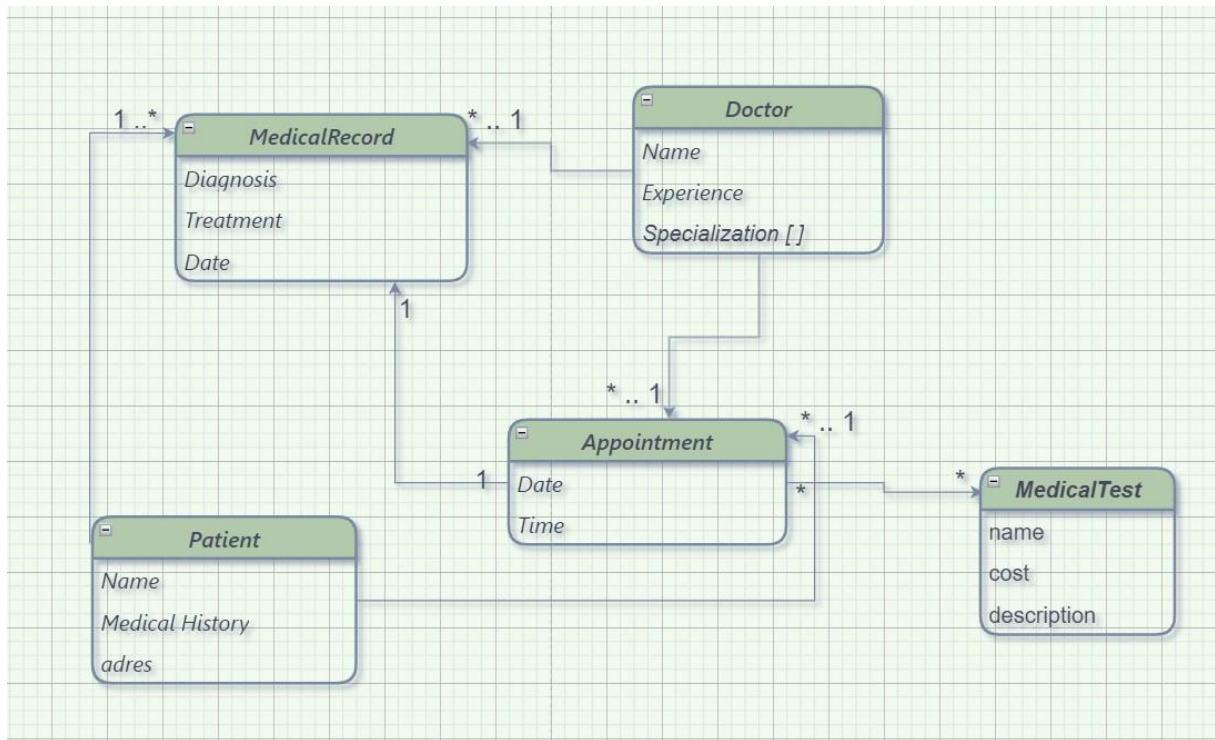 1 ..*
MedicalRecord
Diagnosis
Treatment
Date
* .. 1
Doctor
Name
Experience
Specialization [ ]
1
* .. 1
* .. 1
Appointment
Date
Time
1
*
*
MedicalTest
name
cost
description
Patient
Name
Medical History
adres